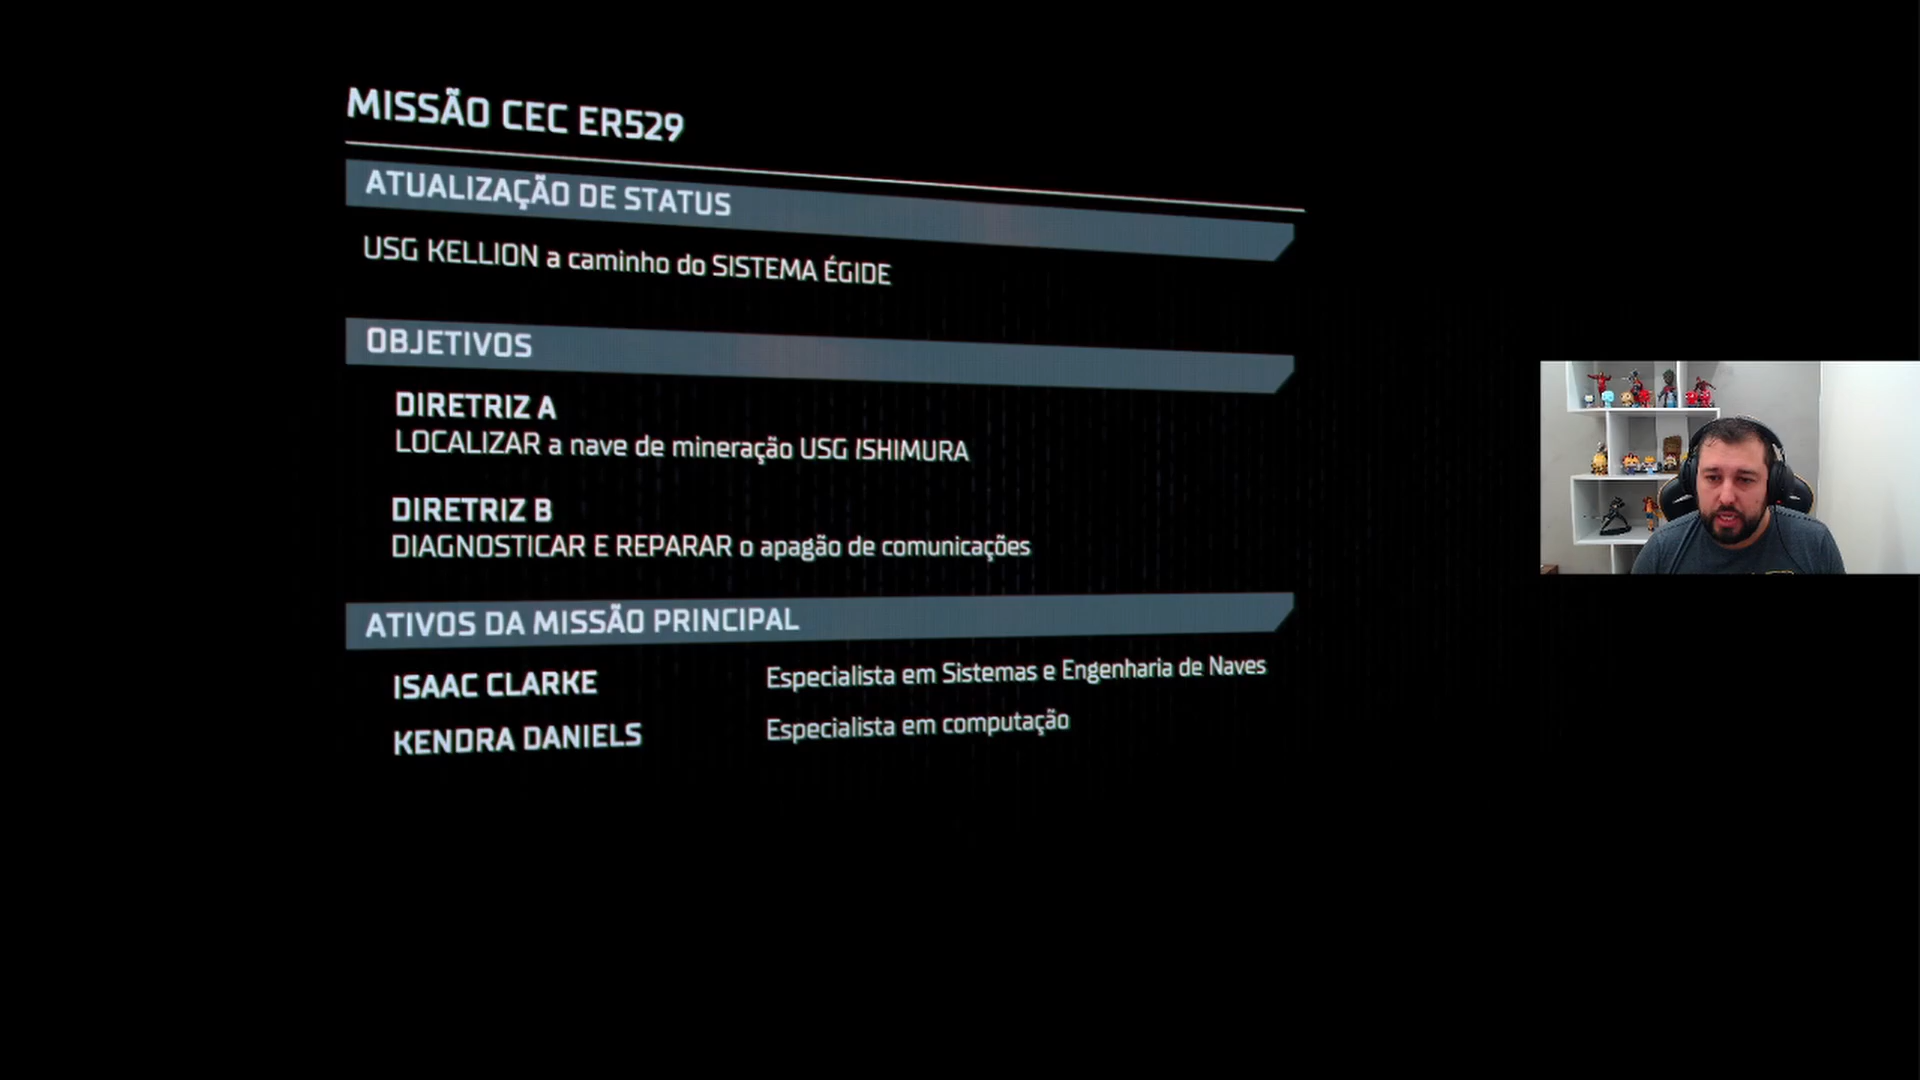 MISSÃO CEC ER529
ATUALIZAÇÃO DE STATUS
USG KELLION a caminho do SISTEMA ÉGIDE
OBJETIVOS
DIRETRIZ A
LOCALIZAR a nave de mineração USG ISHIMURA
DIRETRIZ B
DIAGNOSTICAR E REPARAR o apagão de comunicações
ATIVOS DA MISSÃO PRINCIPAL
ISAAC CLARKE Especialista em Sistemas e Engenharia de Naves
KENDRA DANIELS Especialista em computação